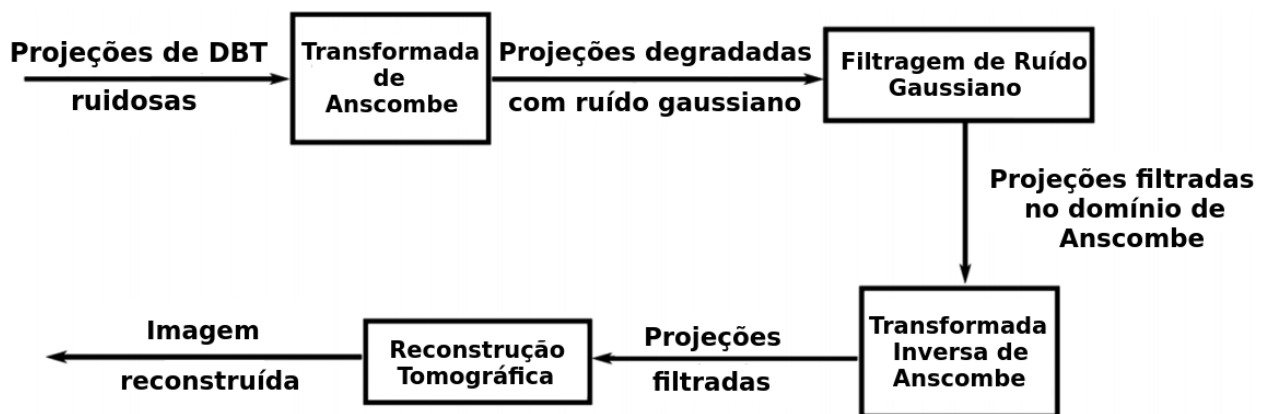 Projeções de DBT
ruidosas
Transformada
de
Anscombe
Projeções degradadas
com ruído gaussiano
Filtragem de Ruído
Gaussiano
Projeções filtradas
no domínio de
Anscombe
Transformada
Inversa de
Anscombe
Projeções
filtradas
Reconstrução
Tomográfica
Imagem
reconstruída